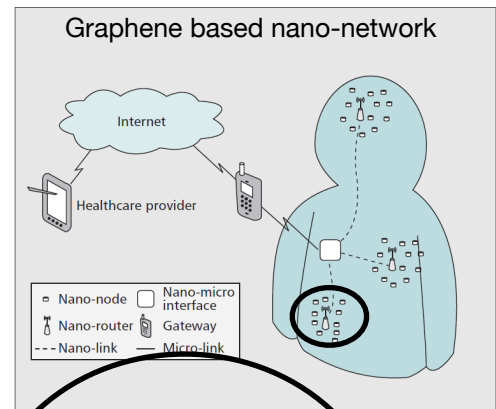 Graphene based nano-network
Internet
Healthcare provider
Nano-node
Nano-micro
interface
Nano-router
Gateway
Nano-link
Micro-link